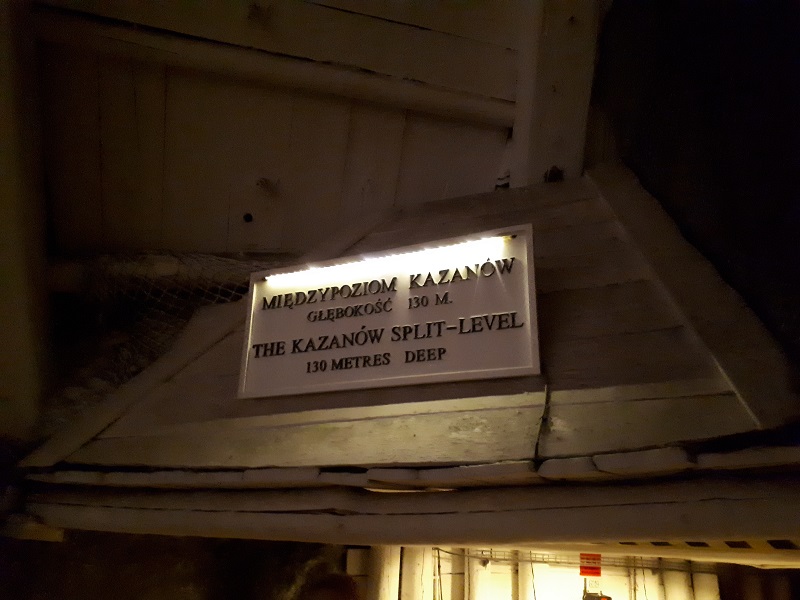 MIĘDZYPOZIOM KAZANÓW
GŁĘBOKOŚĆ 130 M.
THE KAZANÓW SPLIT-LEVEL
130 METRES DEEP